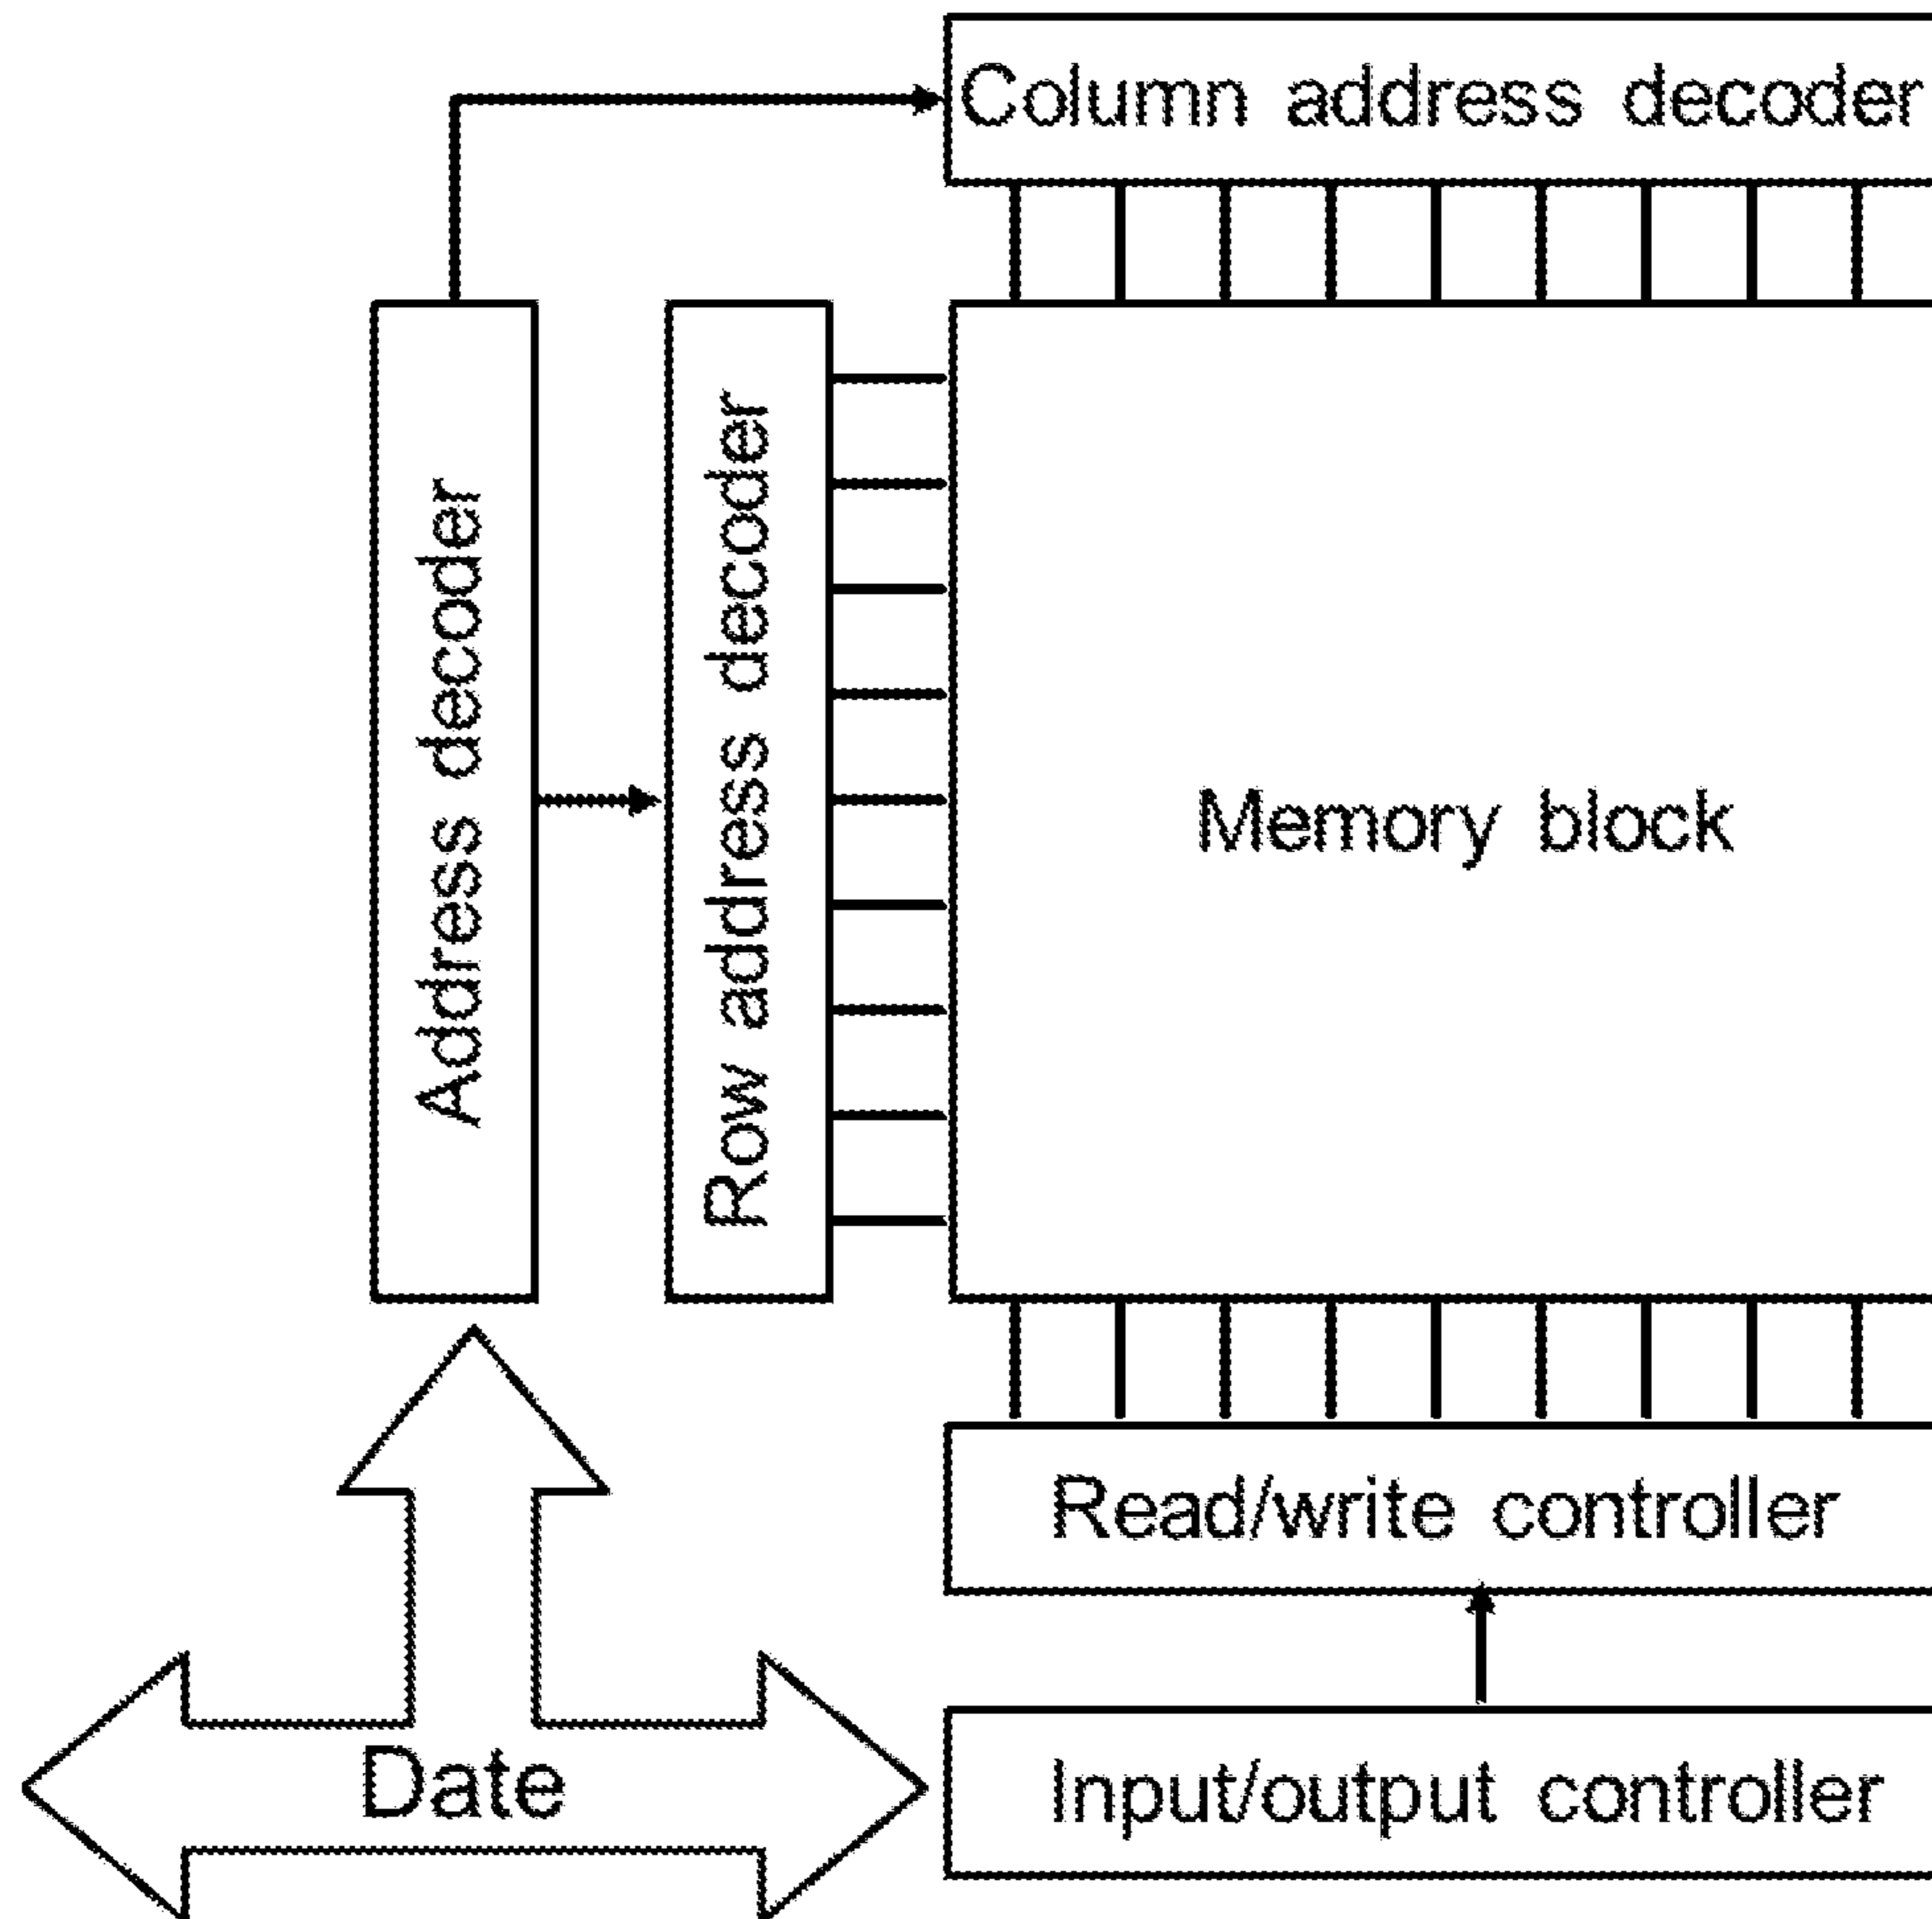 Column address decoder
Address decoder
Row address decoder
Memory block
Read/write controller
Date
Input/output controller